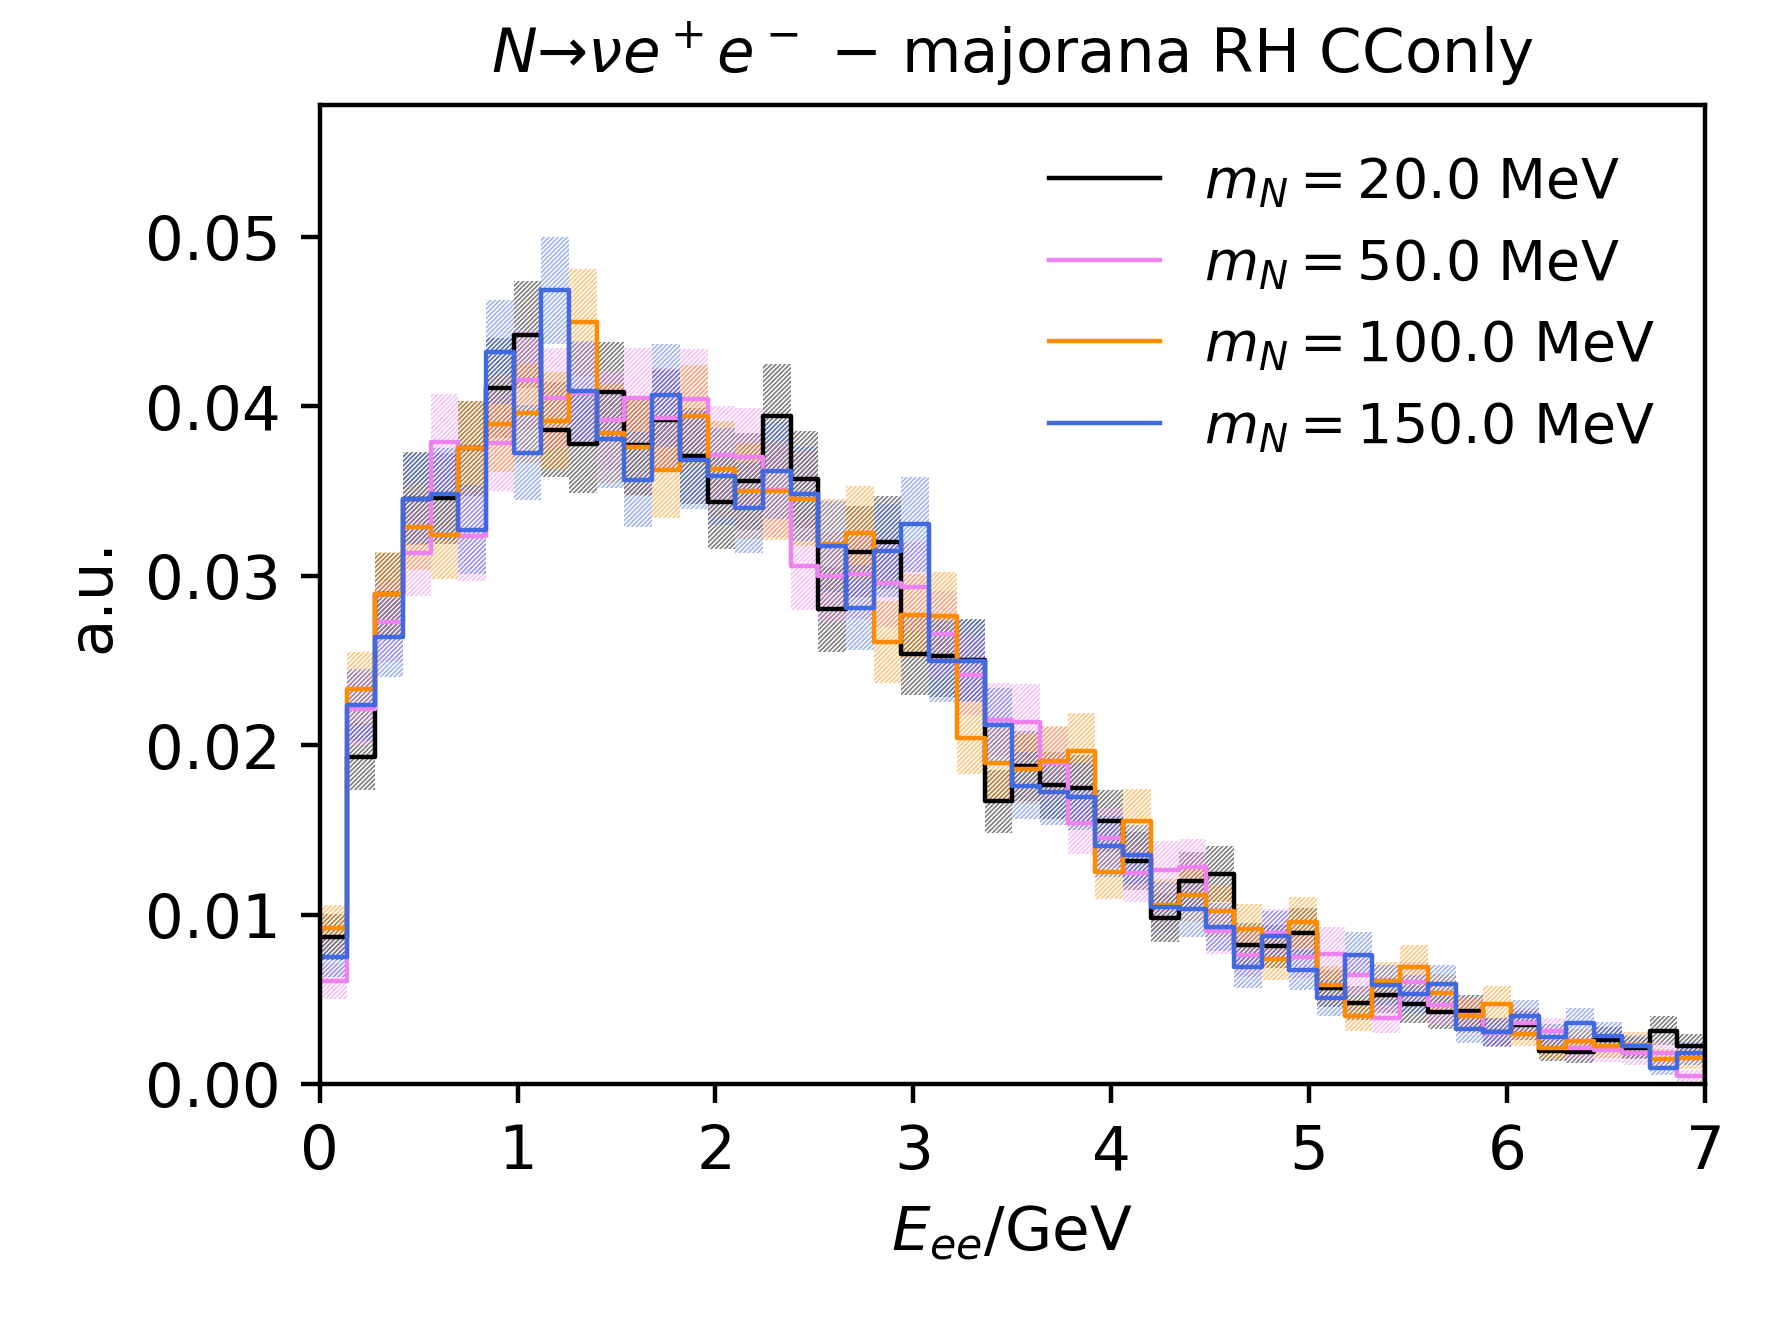 N→νe⁺e⁻ − majorana RH CConly
m_N = 20.0 MeV
m_N = 50.0 MeV
m_N = 100.0 MeV
m_N = 150.0 MeV
a.u.
0.05
0.04
0.03
0.02
0.01
0.00
0 1 2 3 4 5 6 7
E_ee/GeV